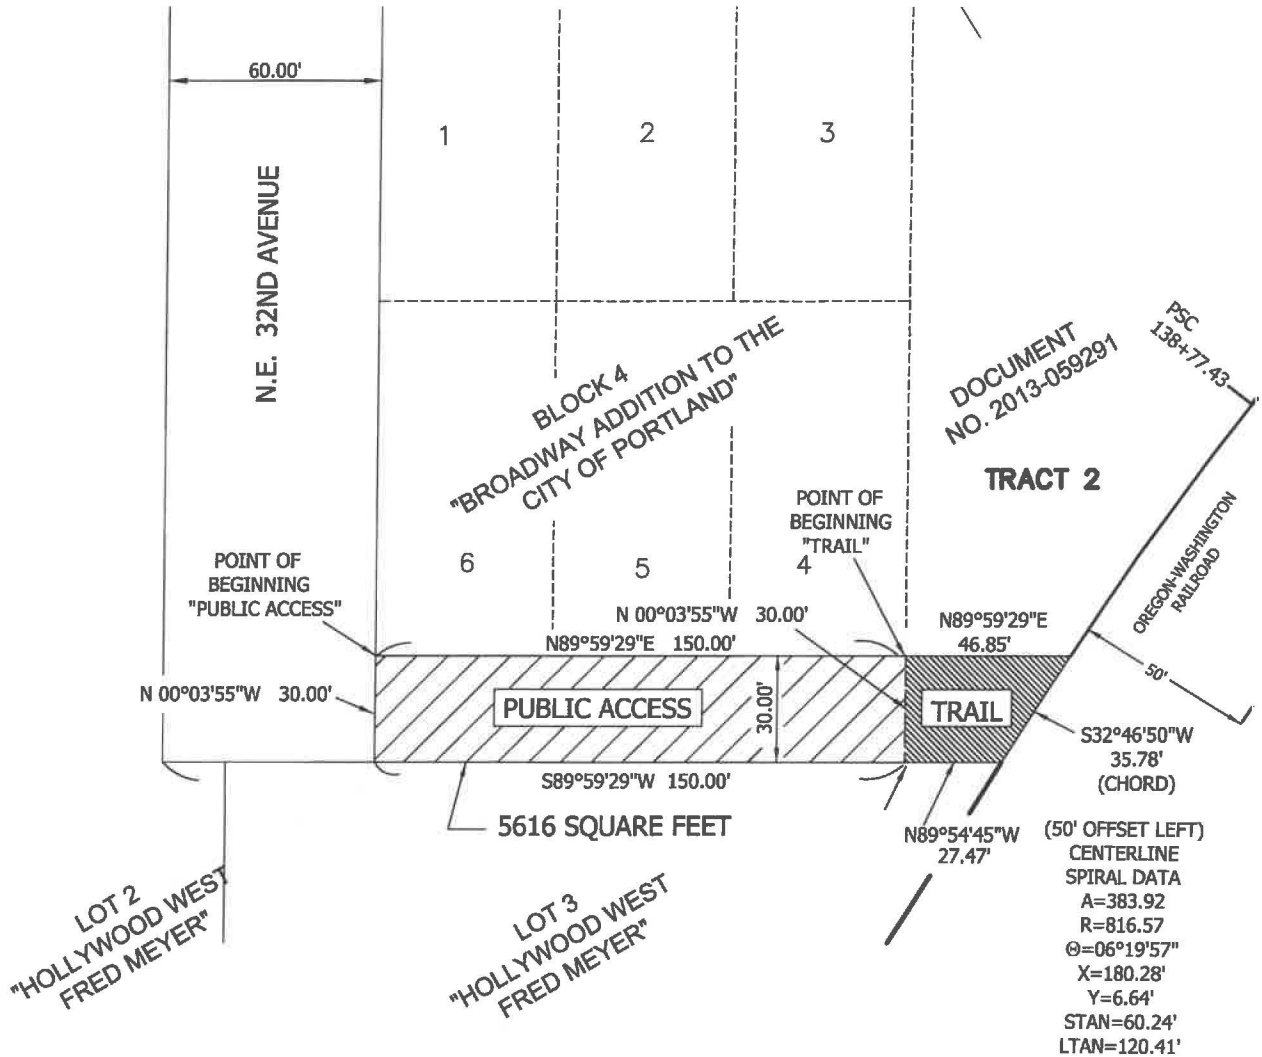 60.00'
1
2
3
N.E. 32ND AVENUE
BLOCK 4
"BROADWAY ADDITION TO THE
CITY OF PORTLAND"
DOCUMENT
NO. 2013-059291
PSC
138+77.43
TRACT 2
OREGON-WASHINGTON
RAILROAD
50'
POINT OF
BEGINNING
"TRAIL"
POINT OF
BEGINNING
"PUBLIC ACCESS"
6
5
4
N 00°03'55"W 30.00'
N89°59'29"E 150.00'
N89°59'29"E
46.85'
N 00°03'55"W 30.00'
PUBLIC ACCESS
30.00'
TRAIL
S32°46'50"W
35.78'
(CHORD)
S89°59'29"W 150.00'
5616 SQUARE FEET
N89°54'45"W
27.47'
(50' OFFSET LEFT)
CENTERLINE
SPIRAL DATA
A=383.92
R=816.57
Θ=06°19'57"
X=180.28'
Y=6.64'
STAN=60.24'
LTAN=120.41'
LOT 2
"HOLLYWOOD WEST
FRED MEYER"
LOT 3
"HOLLYWOOD WEST
FRED MEYER"